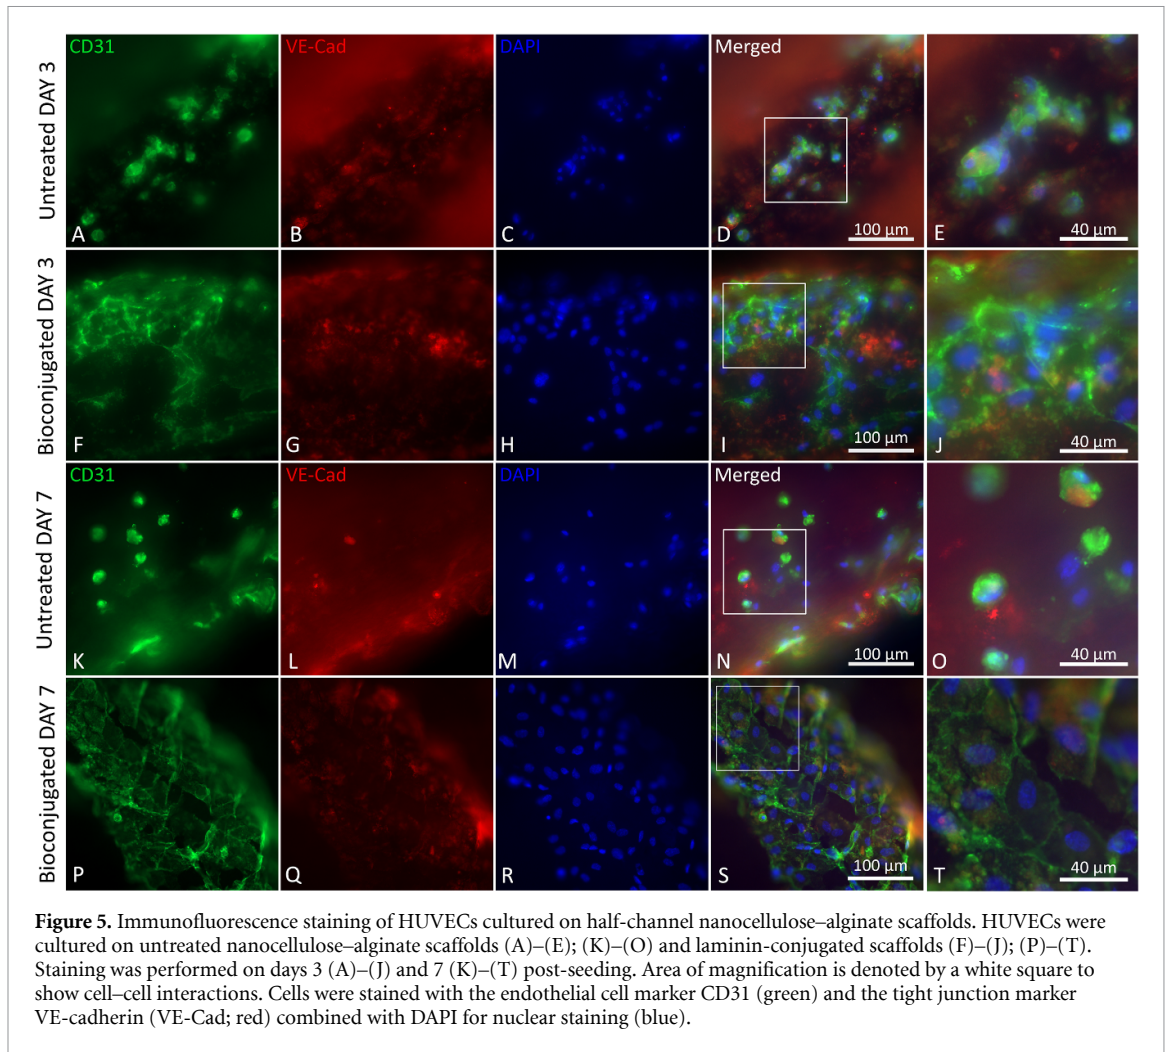 CD31 VE-Cad DAPI Merged
Untreated DAY 3
A B C D 100 µm E 40 µm
Bioconjugated DAY 3
F G H I 100 µm J 40 µm
CD31 VE-Cad DAPI Merged
Untreated DAY 7
K L M N 100 µm O 40 µm
Bioconjugated DAY 7
P Q R S 100 µm T 40 µm
Figure 5. Immunofluorescence staining of HUVECs cultured on half-channel nanocellulose–alginate scaffolds. HUVECs were
cultured on untreated nanocellulose–alginate scaffolds (A)–(E); (K)–(O) and laminin-conjugated scaffolds (F)–(J); (P)–(T).
Staining was performed on days 3 (A)–(J) and 7 (K)–(T) post-seeding. Area of magnification is denoted by a white square to
show cell–cell interactions. Cells were stained with the endothelial cell marker CD31 (green) and the tight junction marker
VE-cadherin (VE-Cad; red) combined with DAPI for nuclear staining (blue).